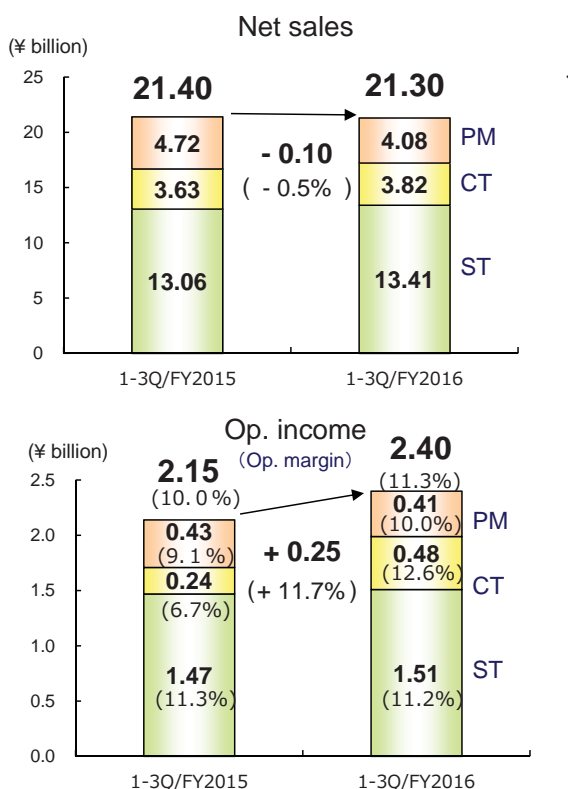 Net sales
(¥ billion)
25
20
15
10
5
0
21.40
21.30
4.72
3.63
13.06
- 0.10
( - 0.5% )
4.08
3.82
13.41
PM
CT
ST
1-3Q/FY2015
1-3Q/FY2016
Op. income
(Op. margin)
(¥ billion)
2.5
2.0
1.5
1.0
0.5
0.0
2.15
(10.0%)
2.40
(11.3%)
0.43
(9.1%)
0.24
(6.7%)
1.47
(11.3%)
+ 0.25
(+ 11.7%)
0.41
(10.0%)
0.48
(12.6%)
1.51
(11.2%)
PM
CT
ST
1-3Q/FY2015
1-3Q/FY2016